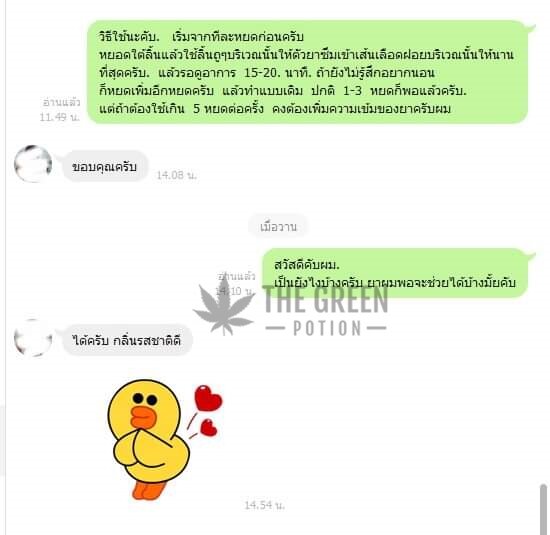 วิธีใช้นะคับ. เริ่มจากทีละหยดก่อนครับ
หยอดใต้ลิ้นแล้วใช้ลิ้นถูๆบริเวณนั้นให้ตัวยาซึมเข้าเส้นเลือดฝอยบริเวณนั้นให้นาน
ที่สุดครับ. แล้วรอดูอาการ 15-20. นาที. ถ้ายังไม่รู้สึกอยากนอน
ก็หยดเพิ่มอีกหยดครับ แล้วทำแบบเดิม ปกติ 1-3 หยดก็พอแล้วครับ.
แต่ถ้าต้องใช้เกิน 5 หยดต่อครั้ง คงต้องเพิ่มความเข้มของยาครับผม
อ่านแล้ว
11.49 น.
ขอบคุณครับ
14.08 น.
เมื่อวาน
สวัสดีคับผม.
เป็นยังไงบ้างครับ ยาผมพอจะช่วยได้บ้างมั้ยคับ
อ่านแล้ว
14.10 น.
THE GREEN
POTION
ได้ครับ กลิ่นรสชาติดี
14.54 น.